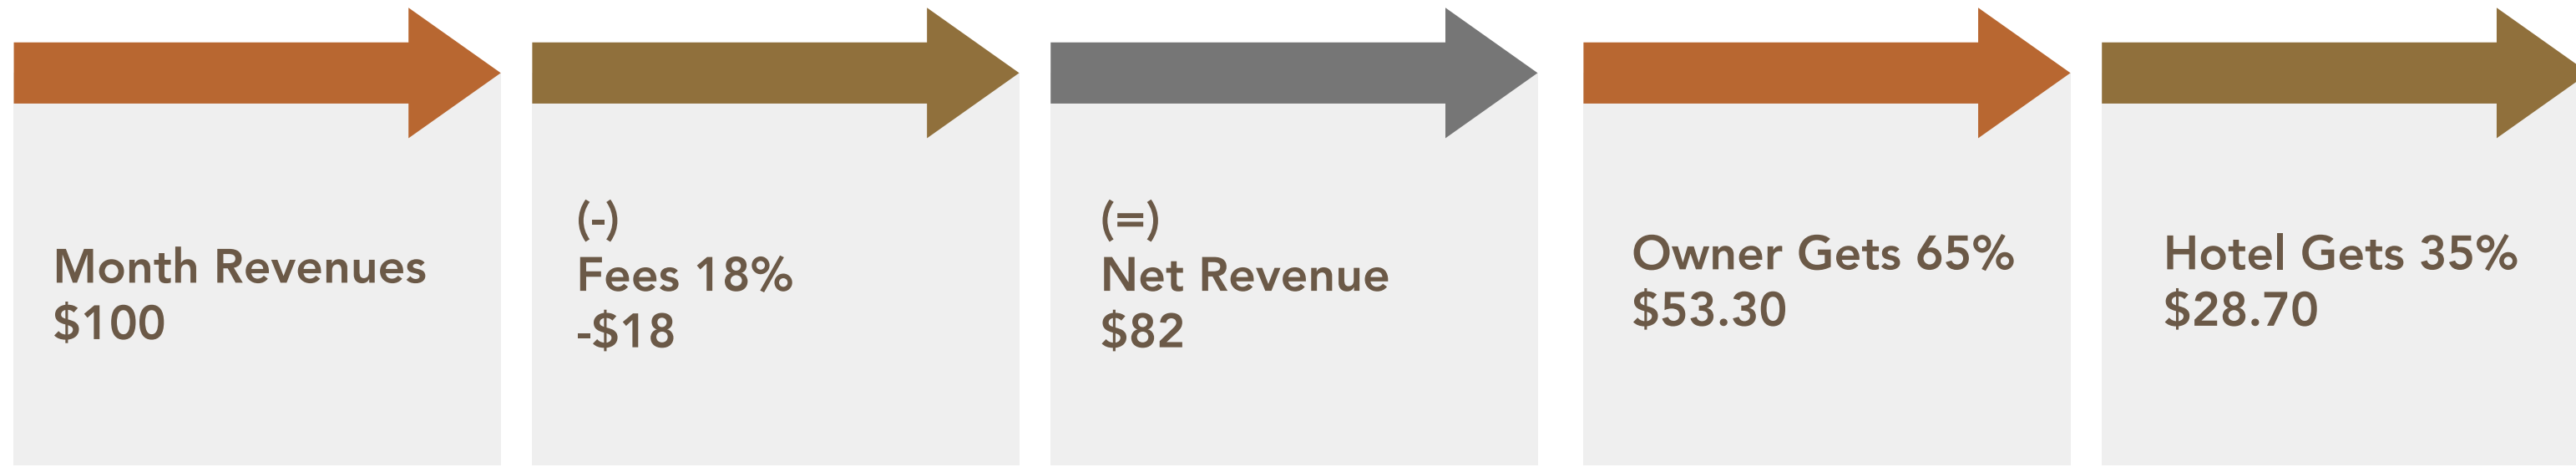 Month Revenues
$100
(-)
Fees 18%
-$18
(=)
Net Revenue
$82
Owner Gets 65%
$53.30
Hotel Gets 35%
$28.70